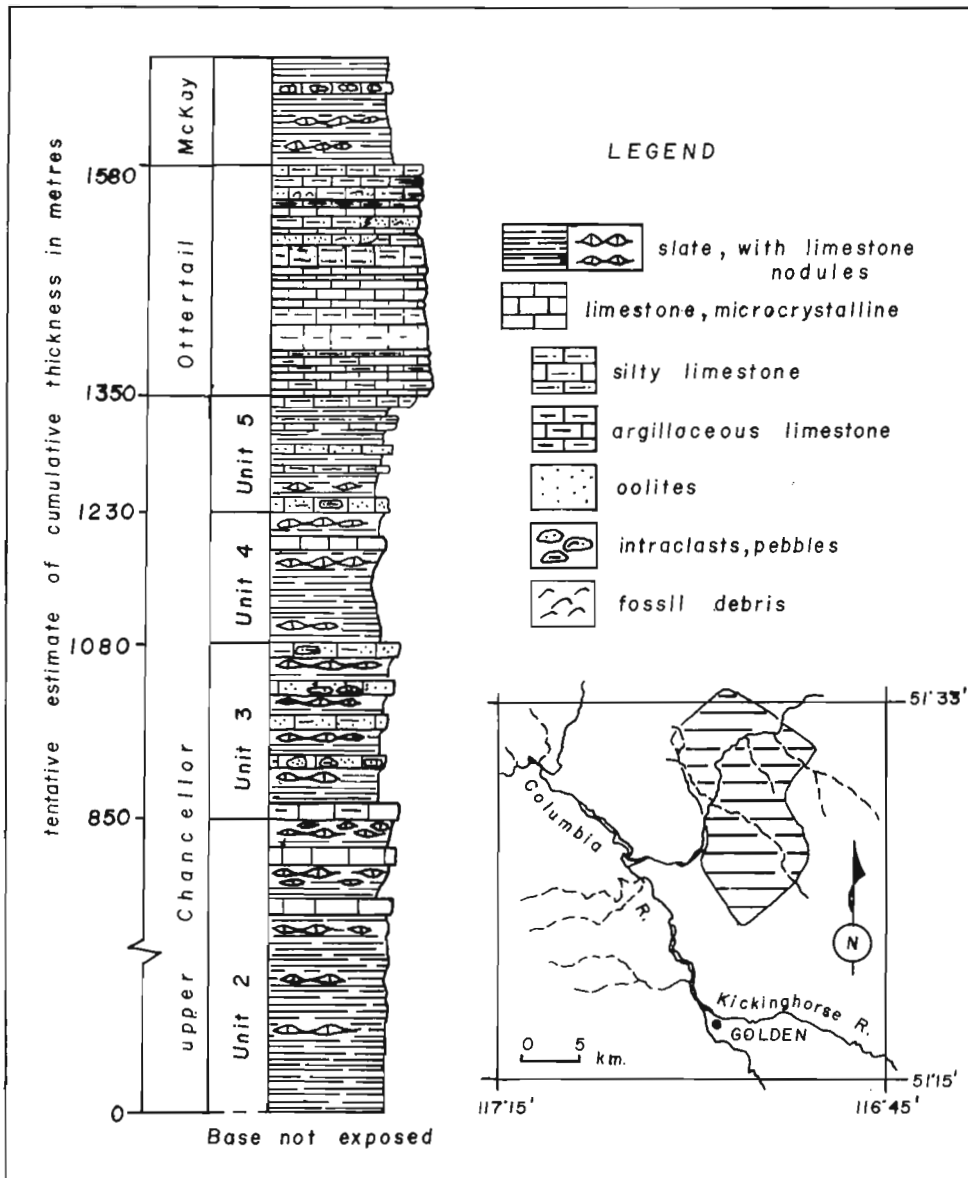 tentative estimate of cumulative thickness in metres
1580
1350
1230
1080
850
0
McKay
Ottertail
upper Chancellor
Unit 5
Unit 4
Unit 3
Unit 2
Base not exposed
LEGEND
slate, with limestone
nodules
limestone, microcrystalline
silty limestone
argillaceous limestone
oolites
intraclasts, pebbles
fossil debris
51°33'
Columbia
R.
N
Kickinghorse R.
GOLDEN
0 5
km.
51°15'
117°15'
116°45'